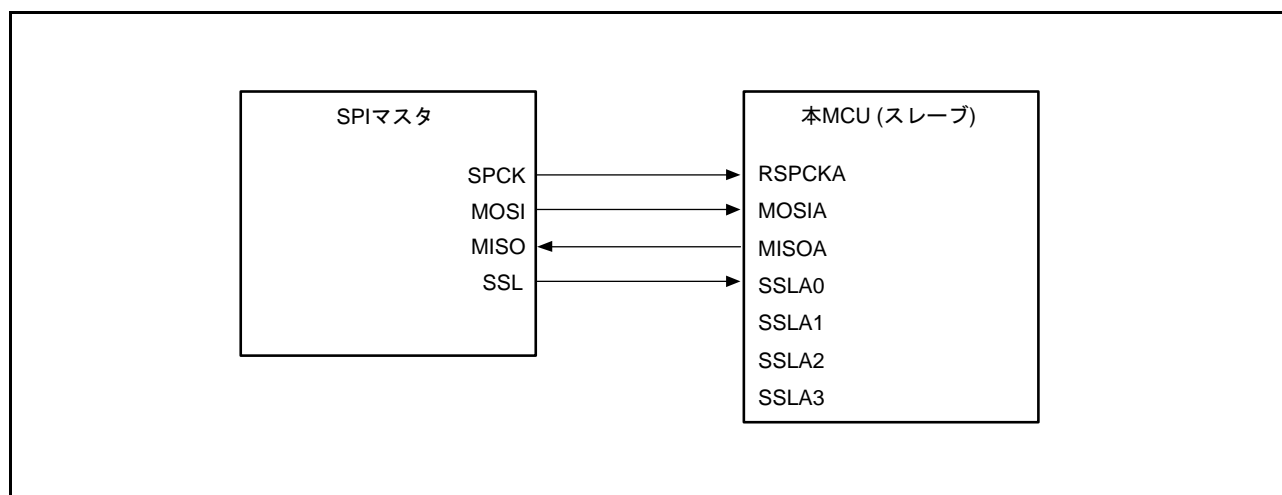 SPIマスタ
SPCK
MOSI
MISO
SSL
本MCU (スレーブ)
RSPCKA
MOSIA
MISOA
SSLA0
SSLA1
SSLA2
SSLA3